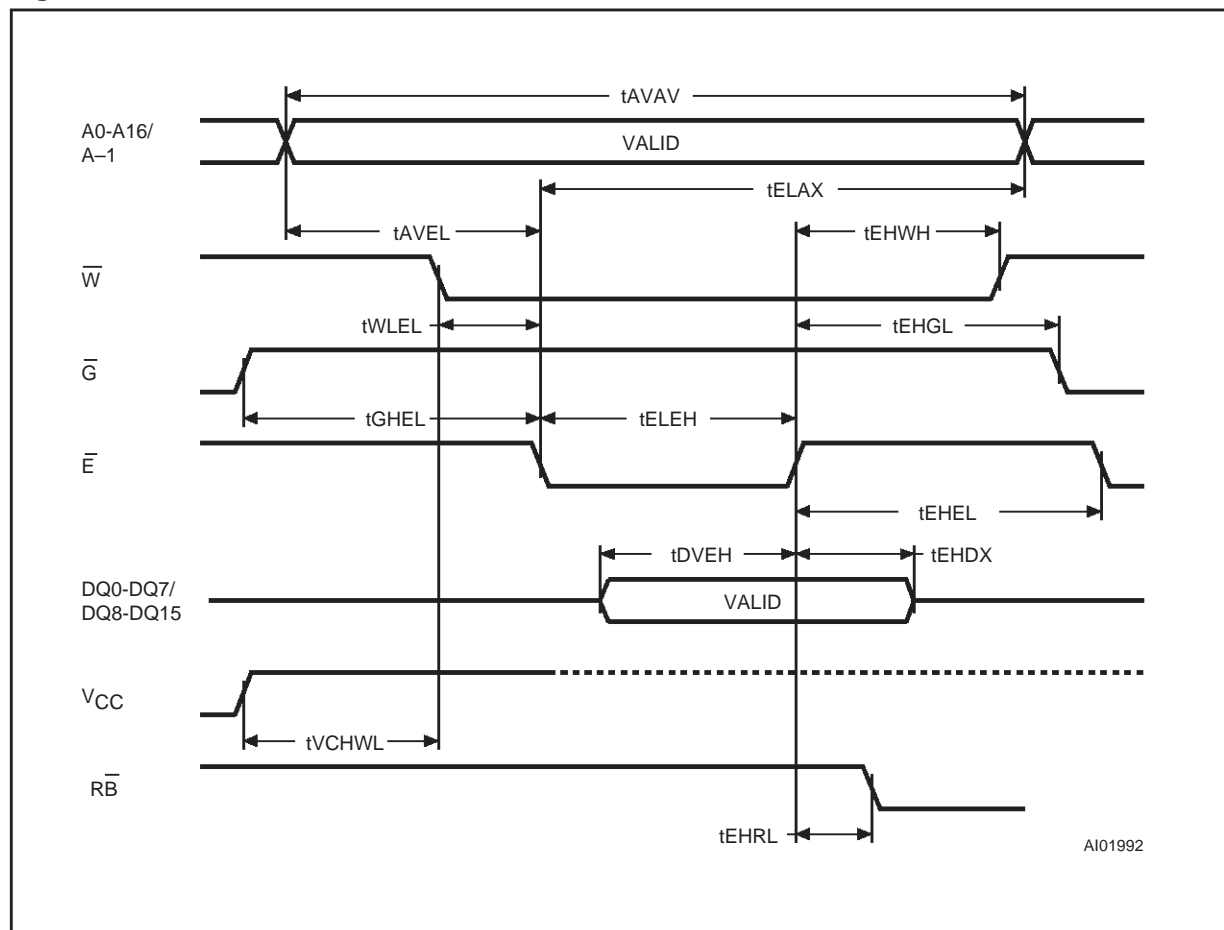 tAVAV
A0-A16/
A–1
VALID
tELAX
tAVEL
tEHWH
W̅
tWLEL
tEHGL
G̅
tGHEL
tELEH
E̅
tEHEL
tDVEH
tEHDX
DQ0-DQ7/
DQ8-DQ15
VALID
VCC
tVCHWL
RB̅
tEHRL
AI01992